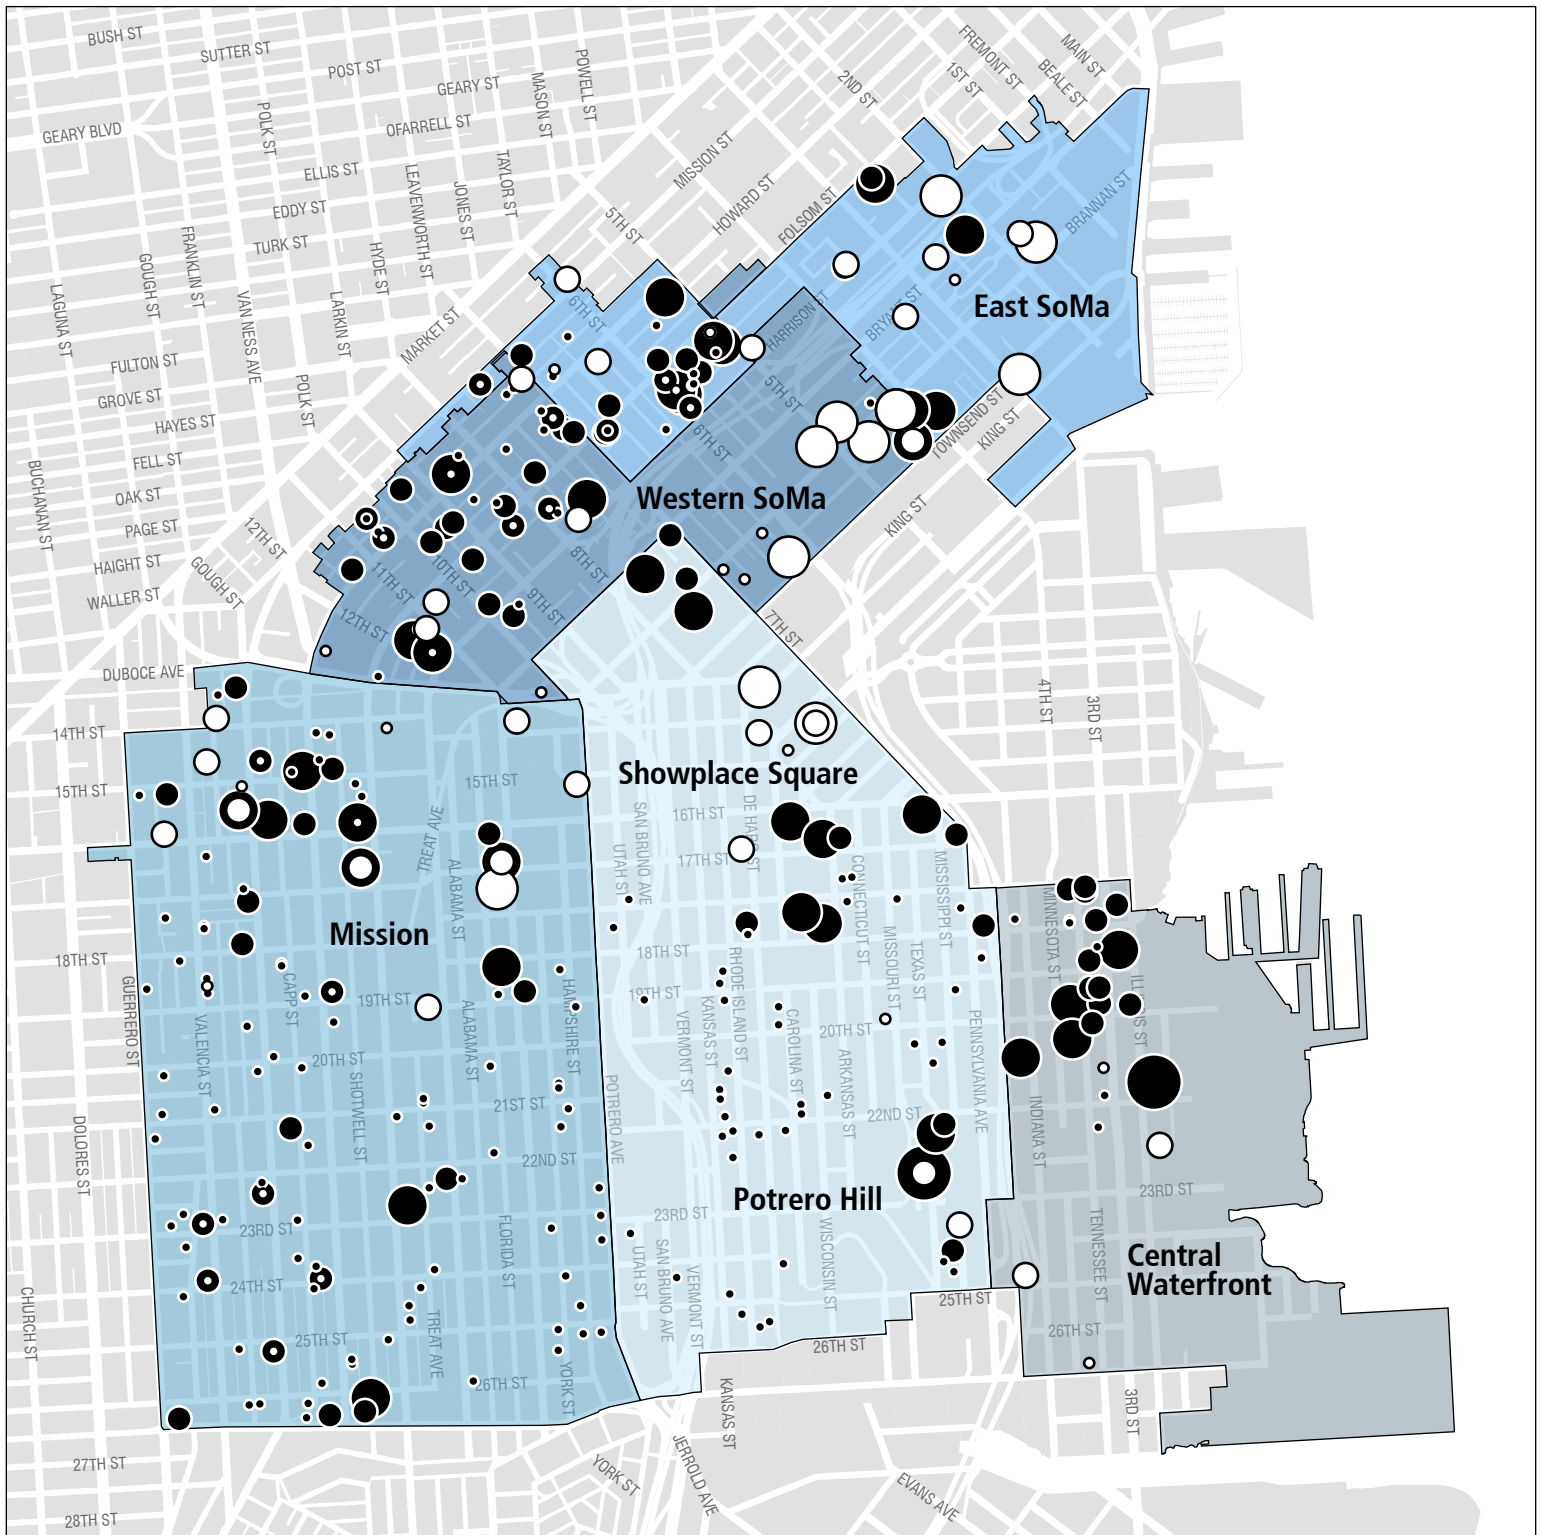 BUSH ST
SUTTER ST
POST ST
GEARY ST
POWELL ST
MASON ST
FREMONT ST
MAIN ST
BEALE ST
1ST ST
2ND ST
GEARY BLVD
POLK ST
OFARRELL ST
ELLIS ST
TAYLOR ST
LEAVENWORTH ST
JONES ST
MISSION ST
HOWARD ST
FOLSOM ST
BRANNAN ST
EDDY ST
TURK ST
5TH ST
HYDE ST
FRANKLIN ST
GOUGH ST
LAGUNA ST
VAN NESS AVE
LARKIN ST
MARKET ST
6TH ST
HARRISON ST
BRYANT ST
East SoMa
FULTON ST
GROVE ST
HAYES ST
POLK ST
FELL ST
5TH ST
6TH ST
TOWNSEND ST
KING ST
BUCHANAN ST
OAK ST
PAGE ST
HAIGHT ST
WALLER ST
12TH ST
GOUGH ST
Western SoMa
KING ST
8TH ST
10TH ST
11TH ST
9TH ST
12TH ST
7TH ST
DUBOCE AVE
4TH ST
3RD ST
14TH ST
15TH ST
15TH ST
Showplace Square
TREAT AVE
ALABAMA ST
SAN BRUNO AVE
UTAH ST
16TH ST
DE HARO ST
17TH ST
CONNECTICUT ST
MISSISSIPPI ST
MINNESOTA ST
Mission
18TH ST
18TH ST
GUERRERO ST
CAPP ST
19TH ST
19TH ST
HAMPSHIRE ST
ALABAMA ST
RHODE ISLAND ST
KANSAS ST
VERMONT ST
MISSOURI ST
TEXAS ST
ILLINOIS ST
VALENCIA ST
20TH ST
20TH ST
SHOTWELL ST
CAROLINA ST
ARKANSAS ST
PENNSYLVANIA AVE
21ST ST
POTRERO AVE
22ND ST
22ND ST
INDIANA ST
DOLORES ST
Potrero Hill
23RD ST
23RD ST
23RD ST
FLORIDA ST
UTAH ST
SAN BRUNO AVE
VERMONT ST
WISCONSIN ST
TENNESSEE ST
Central
Waterfront
24TH ST
25TH ST
CHURCH ST
25TH ST
TREAT AVE
26TH ST
26TH ST
26TH ST
YORK ST
KANSAS ST
3RD ST
27TH ST
28TH ST
YORK ST
JERROLD AVE
EVANS AVE